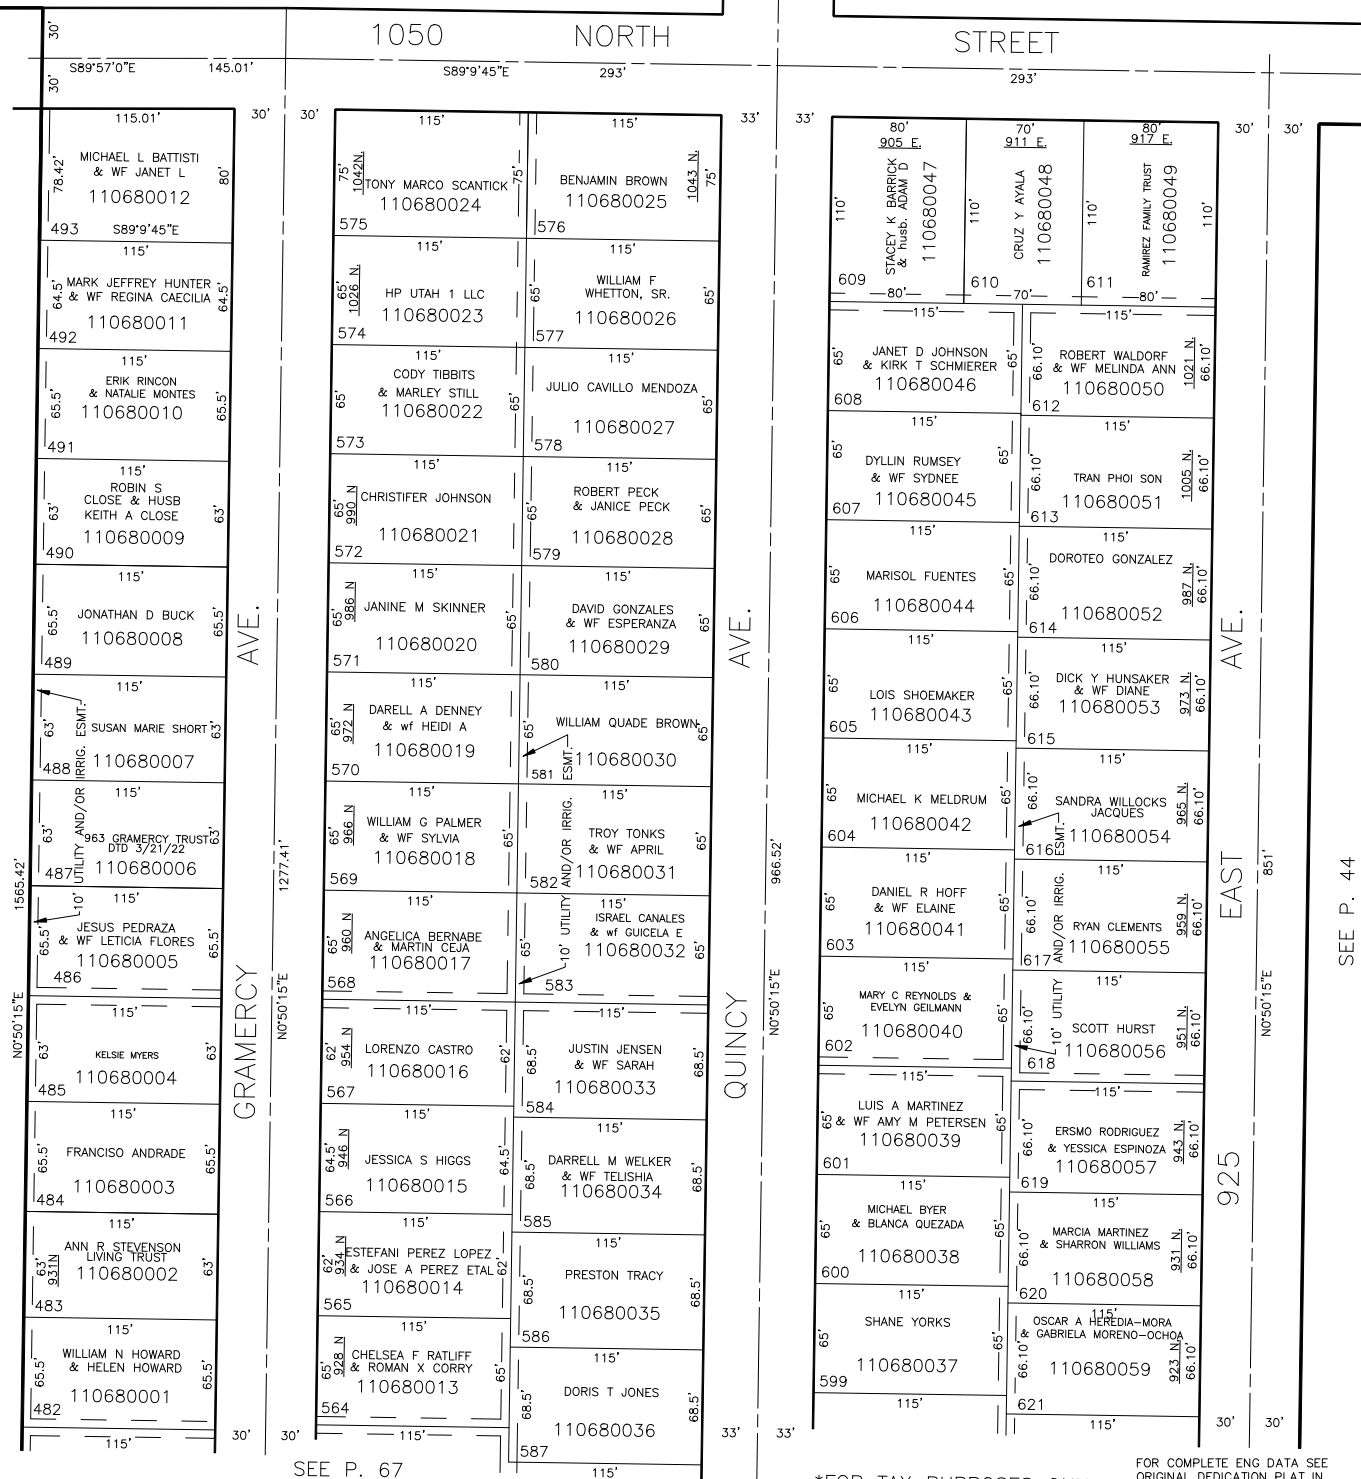 1050 NORTH STREET
30'
30'
S89°57'0"E 145.01'
S89°9'45"E 293'
293'
30' 30'
33' 33'
30' 30'
115.01'
MICHAEL L BATTISTI
& WF JANET L
110680012
78.42'
80'
493 S89°9'45"E
115'
MARK JEFFREY HUNTER
& WF REGINA CAECILIA
110680011
64.5'
64.5'
492
115'
ERIK RINCON
& NATALIE MONTES
110680010
65.5'
65.5'
491
115'
ROBIN S
CLOSE & HUSB
KEITH A CLOSE
110680009
63'
63'
490
115'
JONATHAN D BUCK
110680008
65.5'
65.5'
489
115'
SUSAN MARIE SHORT
110680007
63'
63'
488
115'
963 GRAMERCY TRUST
DTD 3/21/22
110680006
63'
63'
487
10' UTILITY AND/OR IRRIG. ESMT.
115'
JESUS PEDRAZA
& WF LETICIA FLORES
110680005
65.5'
65.5'
486
115'
KELSIE MYERS
110680004
63'
63'
485
115'
FRANCISO ANDRADE
110680003
65.5'
65.5'
484
115'
ANN R STEVENSON
LIVING TRUST
110680002
63'
931N
63'
483
115'
WILLIAM N HOWARD
& HELEN HOWARD
110680001
65.5'
65.5'
482
115'
1565.42'
N0°50'15"E
GRAMERCY AVE.
1277.41'
N0°50'15"E
30' 30'
115'
TONY MARCO SCANTICK
110680024
75'
1042N.
75'
575
115'
HP UTAH 1 LLC
110680023
65'
1026 N.
574
115'
CODY TIBBITS
& MARLEY STILL
110680022
65'
65'
573
115'
CHRISTIFER JOHNSON
110680021
65'
990 N
572
115'
JANINE M SKINNER
110680020
65'
986 N
65'
571
115'
DARELL A DENNEY
& wf HEIDI A
110680019
65'
972 N
570
115'
WILLIAM G PALMER
& WF SYLVIA
110680018
65'
966 N
65'
569
115'
ANGELICA BERNABE
& MARTIN CEJA
110680017
65'
960 N
568
115'
LORENZO CASTRO
110680016
62'
954 N
62'
567
115'
JESSICA S HIGGS
110680015
64.5'
946 N
64.5'
566
115'
ESTEFANI PEREZ LOPEZ
& JOSE A PEREZ ETAL
110680014
62'
934 N
62'
565
115'
CHELSEA F RATLIFF
& ROMAN X CORRY
110680013
65'
928 N
65'
564
115'
SEE P. 67
115'
BENJAMIN BROWN
110680025
1043 N.
75'
576
WILLIAM F
WHETTON, SR.
110680026
65'
65'
577
115'
JULIO CAVILLO MENDOZA
110680027
65'
578
115'
ROBERT PECK
& JANICE PECK
110680028
65'
65'
579
115'
DAVID GONZALES
& WF ESPERANZA
110680029
65'
580
115'
WILLIAM QUADE BROWN
110680030
65'
65'
581
115'
TROY TONKS
& WF APRIL
110680031
65'
582
10' UTILITY AND/OR IRRIG. ESMT.
115'
ISRAEL CANALES
& wf GUICELA E
110680032
65'
65'
583
115'
JUSTIN JENSEN
& WF SARAH
110680033
68.5'
68.5'
584
115'
DARRELL M WELKER
& WF TELISHIA
110680034
68.5'
68.5'
585
115'
PRESTON TRACY
110680035
68.5'
68.5'
586
115'
DORIS T JONES
110680036
68.5'
68.5'
587
115'
QUINCY AVE.
966.52'
N0°50'15"E
33' 33'
80'
905 E.
STACEY K BARRICK
& husb. ADAM D
110680047
110'
609
80'
70'
911 E.
CRUZ Y AYALA
110680048
110'
610
70'
80'
917 E.
RAMIREZ FAMILY TRUST
110680049
110'
110'
611
80'
115'
JANET D JOHNSON
& KIRK T SCHMIERER
110680046
65'
65'
608
115'
DYLLIN RUMSEY
& WF SYDNEE
110680045
65'
65'
607
115'
MARISOL FUENTES
110680044
65'
65'
606
115'
LOIS SHOEMAKER
110680043
65'
65'
605
115'
MICHAEL K MELDRUM
110680042
65'
65'
604
115'
DANIEL R HOFF
& WF ELAINE
110680041
65'
65'
603
115'
MARY C REYNOLDS &
EVELYN GEILMANN
110680040
65'
65'
602
115'
LUIS A MARTINEZ
& WF AMY M PETERSEN
110680039
65'
65'
601
115'
MICHAEL BYER
& BLANCA QUEZADA
110680038
65'
65'
600
115'
SHANE YORKS
110680037
65'
65'
599
115'
115'
ROBERT WALDORF
& WF MELINDA ANN
110680050
66.10'
1021 N.
66.10'
612
115'
TRAN PHOI SON
110680051
66.10'
1005 N.
66.10'
613
115'
DOROTEO GONZALEZ
110680052
66.10'
987 N.
66.10'
614
115'
DICK Y HUNSAKER
& WF DIANE
110680053
66.10'
973 N.
66.10'
615
115'
SANDRA WILLOCKS
JACQUES
110680054
66.10'
965 N.
66.10'
616
115'
RYAN CLEMENTS
110680055
66.10'
959 N.
66.10'
617
10' UTILITY AND/OR IRRIG. ESMT.
115'
SCOTT HURST
110680056
66.10'
951 N.
66.10'
618
115'
ERSMO RODRIGUEZ
& YESSICA ESPINOZA
110680057
66.10'
943 N.
66.10'
619
115'
MARCIA MARTINEZ
& SHARRON WILLIAMS
110680058
66.10'
931 N.
66.10'
620
115'
OSCAR A HEREDIA-MORA
& GABRIELA MORENO-OCHOA
110680059
66.10'
923 N.
66.10'
621
115'
925 EAST AVE.
851'
N0°50'15"E
30' 30'
SEE P. 44
FOR COMPLETE ENG DATA SEE